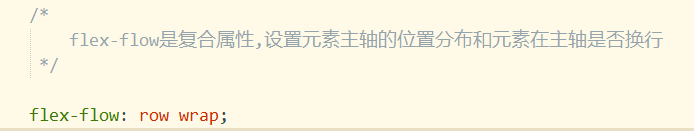 /*
flex-flow是复合属性,设置元素主轴的位置分布和元素在主轴是否换行
*/
flex-flow: row wrap;